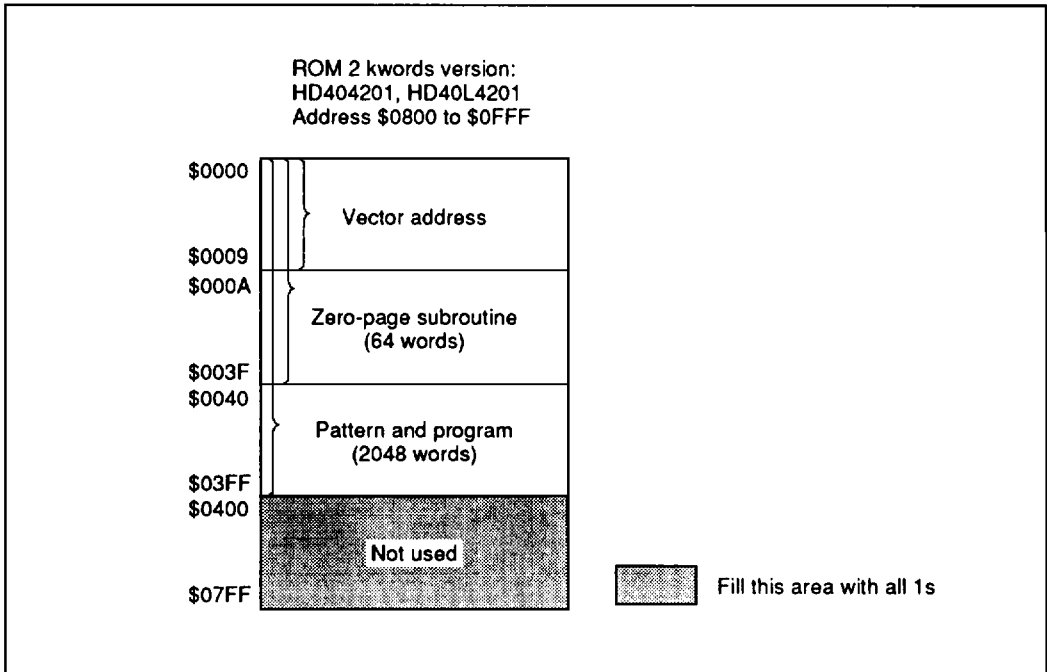 ROM 2 kwords version:
HD404201, HD40L4201
Address $0800 to $0FFF
$0000
Vector address
$0009
$000A
Zero-page subroutine
(64 words)
$003F
$0040
Pattern and program
(2048 words)
$03FF
$0400
Not used
$07FF
Fill this area with all 1s